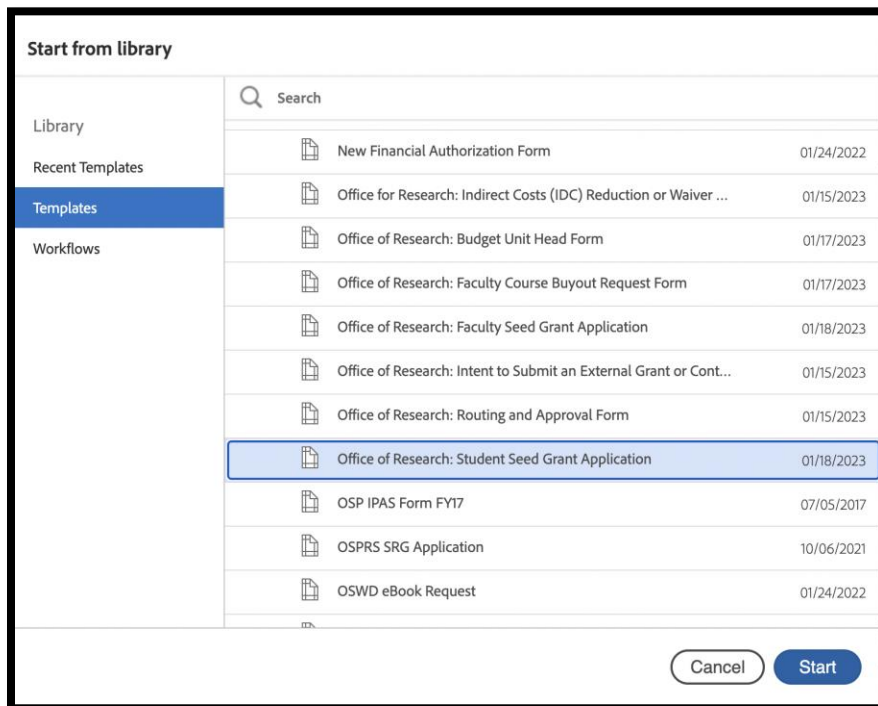 Start from library
Library
Recent Templates
Templates
Workflows
Search
New Financial Authorization Form 01/24/2022
Office for Research: Indirect Costs (IDC) Reduction or Waiver ... 01/15/2023
Office of Research: Budget Unit Head Form 01/17/2023
Office of Research: Faculty Course Buyout Request Form 01/17/2023
Office of Research: Faculty Seed Grant Application 01/18/2023
Office of Research: Intent to Submit an External Grant or Cont... 01/15/2023
Office of Research: Routing and Approval Form 01/15/2023
Office of Research: Student Seed Grant Application 01/18/2023
OSP IPAS Form FY17 07/05/2017
OSPRS SRG Application 10/06/2021
OSWD eBook Request 01/24/2022
Cancel Start